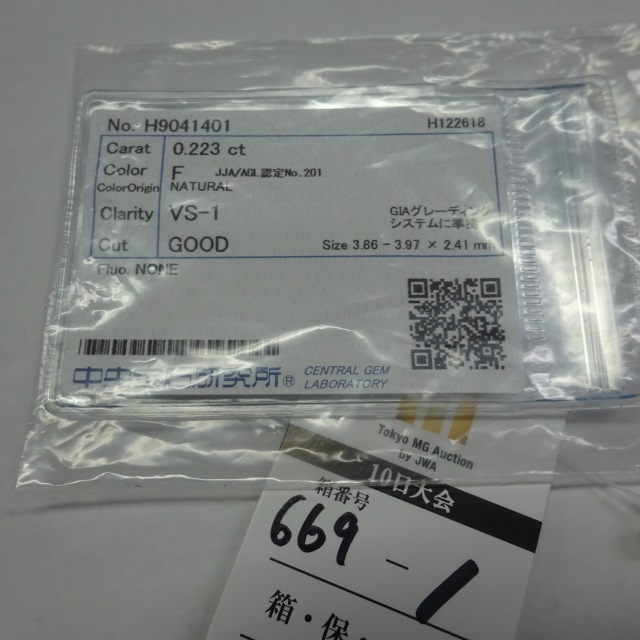 No. H9041401 H122618
Carat 0.223 ct
Color F JJA/AGL認定No.201
ColorOrigin NATURAL
Clarity VS-1 GIAグレーディング
システムに準拠
Cut GOOD Size 3.86 - 3.97 × 2.41 mm
Fluo. NONE
中央 研究所® CENTRAL GEM
LABORATORY
Tokyo MG Auction
by JWA
10日大会
箱番号
669-1
箱・保・